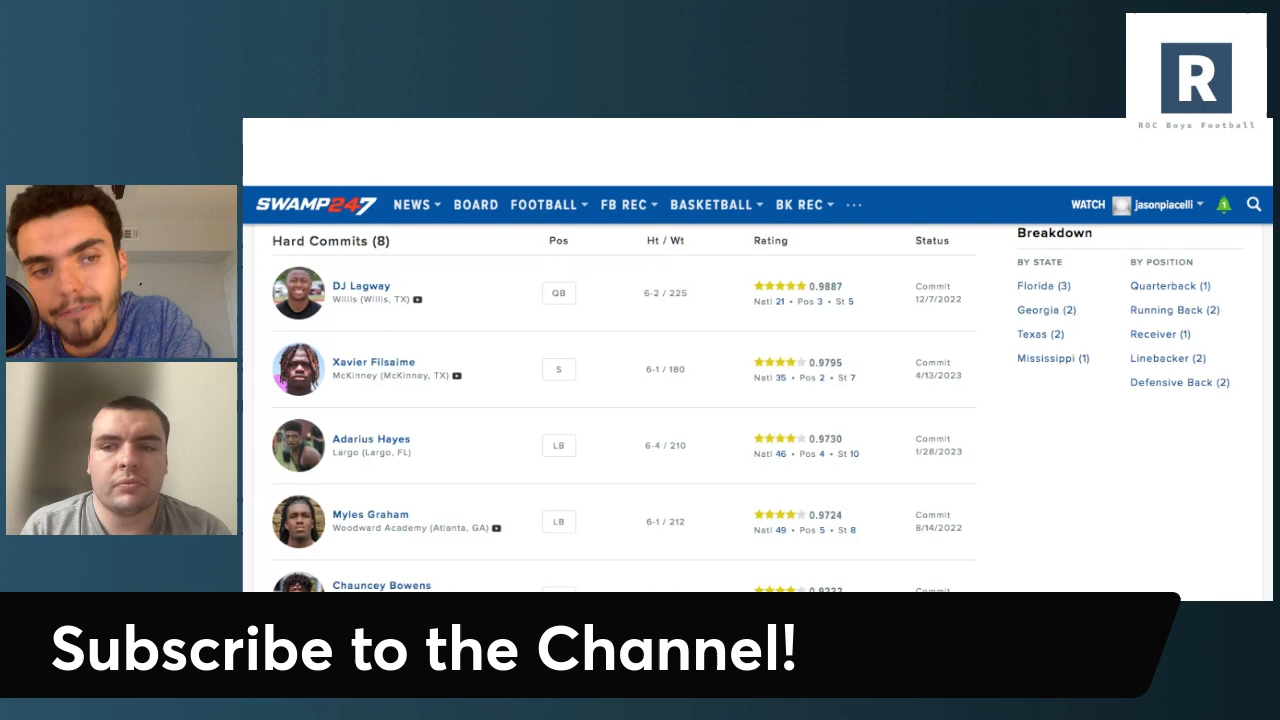 R
ROC Boys Football
SWAMP247 NEWS BOARD FOOTBALL FB REC BASKETBALL BK REC ··· WATCH jasonpiacelli 1
Hard Commits (8) Pos Ht / Wt Rating Status
DJ Lagway
Willis (Willis, TX)
QB
6-2 / 225
0.9887
Natl 21 • Pos 3 • St 5
Commit
12/7/2022
Xavier Filsaime
McKinney (McKinney, TX)
S
6-1 / 180
0.9795
Natl 35 • Pos 2 • St 7
Commit
4/13/2023
Adarius Hayes
Largo (Largo, FL)
LB
6-4 / 210
0.9730
Natl 46 • Pos 4 • St 10
Commit
1/28/2023
Myles Graham
Woodward Academy (Atlanta, GA)
LB
6-1 / 212
0.9724
Natl 49 • Pos 5 • St 8
Commit
8/14/2022
Chauncey Bowens
Commit
Breakdown
BY STATE
Florida (3)
Georgia (2)
Texas (2)
Mississippi (1)
BY POSITION
Quarterback (1)
Running Back (2)
Receiver (1)
Linebacker (2)
Defensive Back (2)
Subscribe to the Channel!